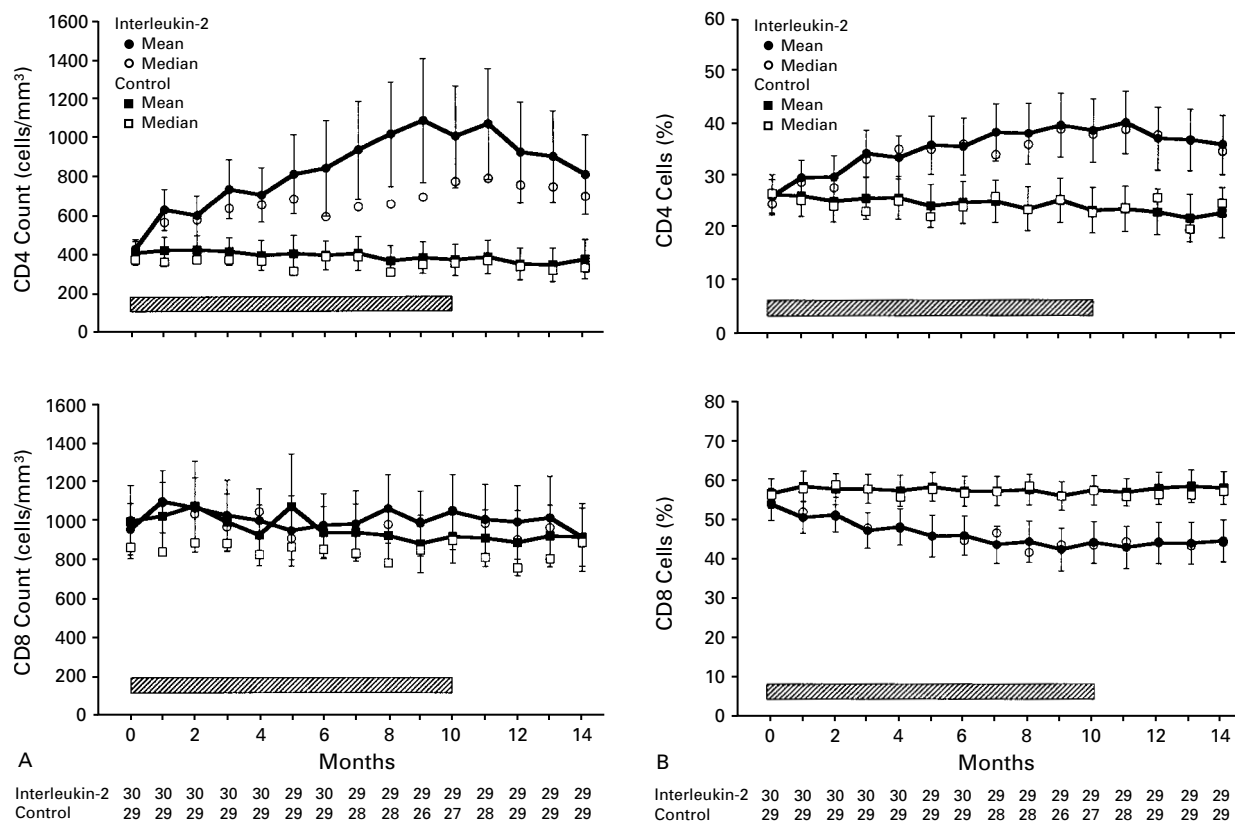 1600
1400
1200
1000
800
600
400
200
0
CD4 Count (cells/mm³)
Interleukin-2
Mean
Median
Control
Mean
Median
60
50
40
30
20
10
0
CD4 Cells (%)
Interleukin-2
Mean
Median
Control
Mean
Median
1600
1400
1200
1000
800
600
400
200
0
CD8 Count (cells/mm³)
0 2 4 6 8 10 12 14
A Months
80
70
60
50
40
30
20
10
0
CD8 Cells (%)
0 2 4 6 8 10 12 14
B Months
Interleukin-2 30 30 30 30 30 29 30 29 29 29 29 29 29 29 29
Control 29 29 29 29 29 29 29 28 28 26 27 28 29 29 29
Interleukin-2 30 30 30 30 30 29 30 29 29 29 29 29 29 29 29
Control 29 29 29 29 29 29 29 28 28 26 27 28 29 29 29